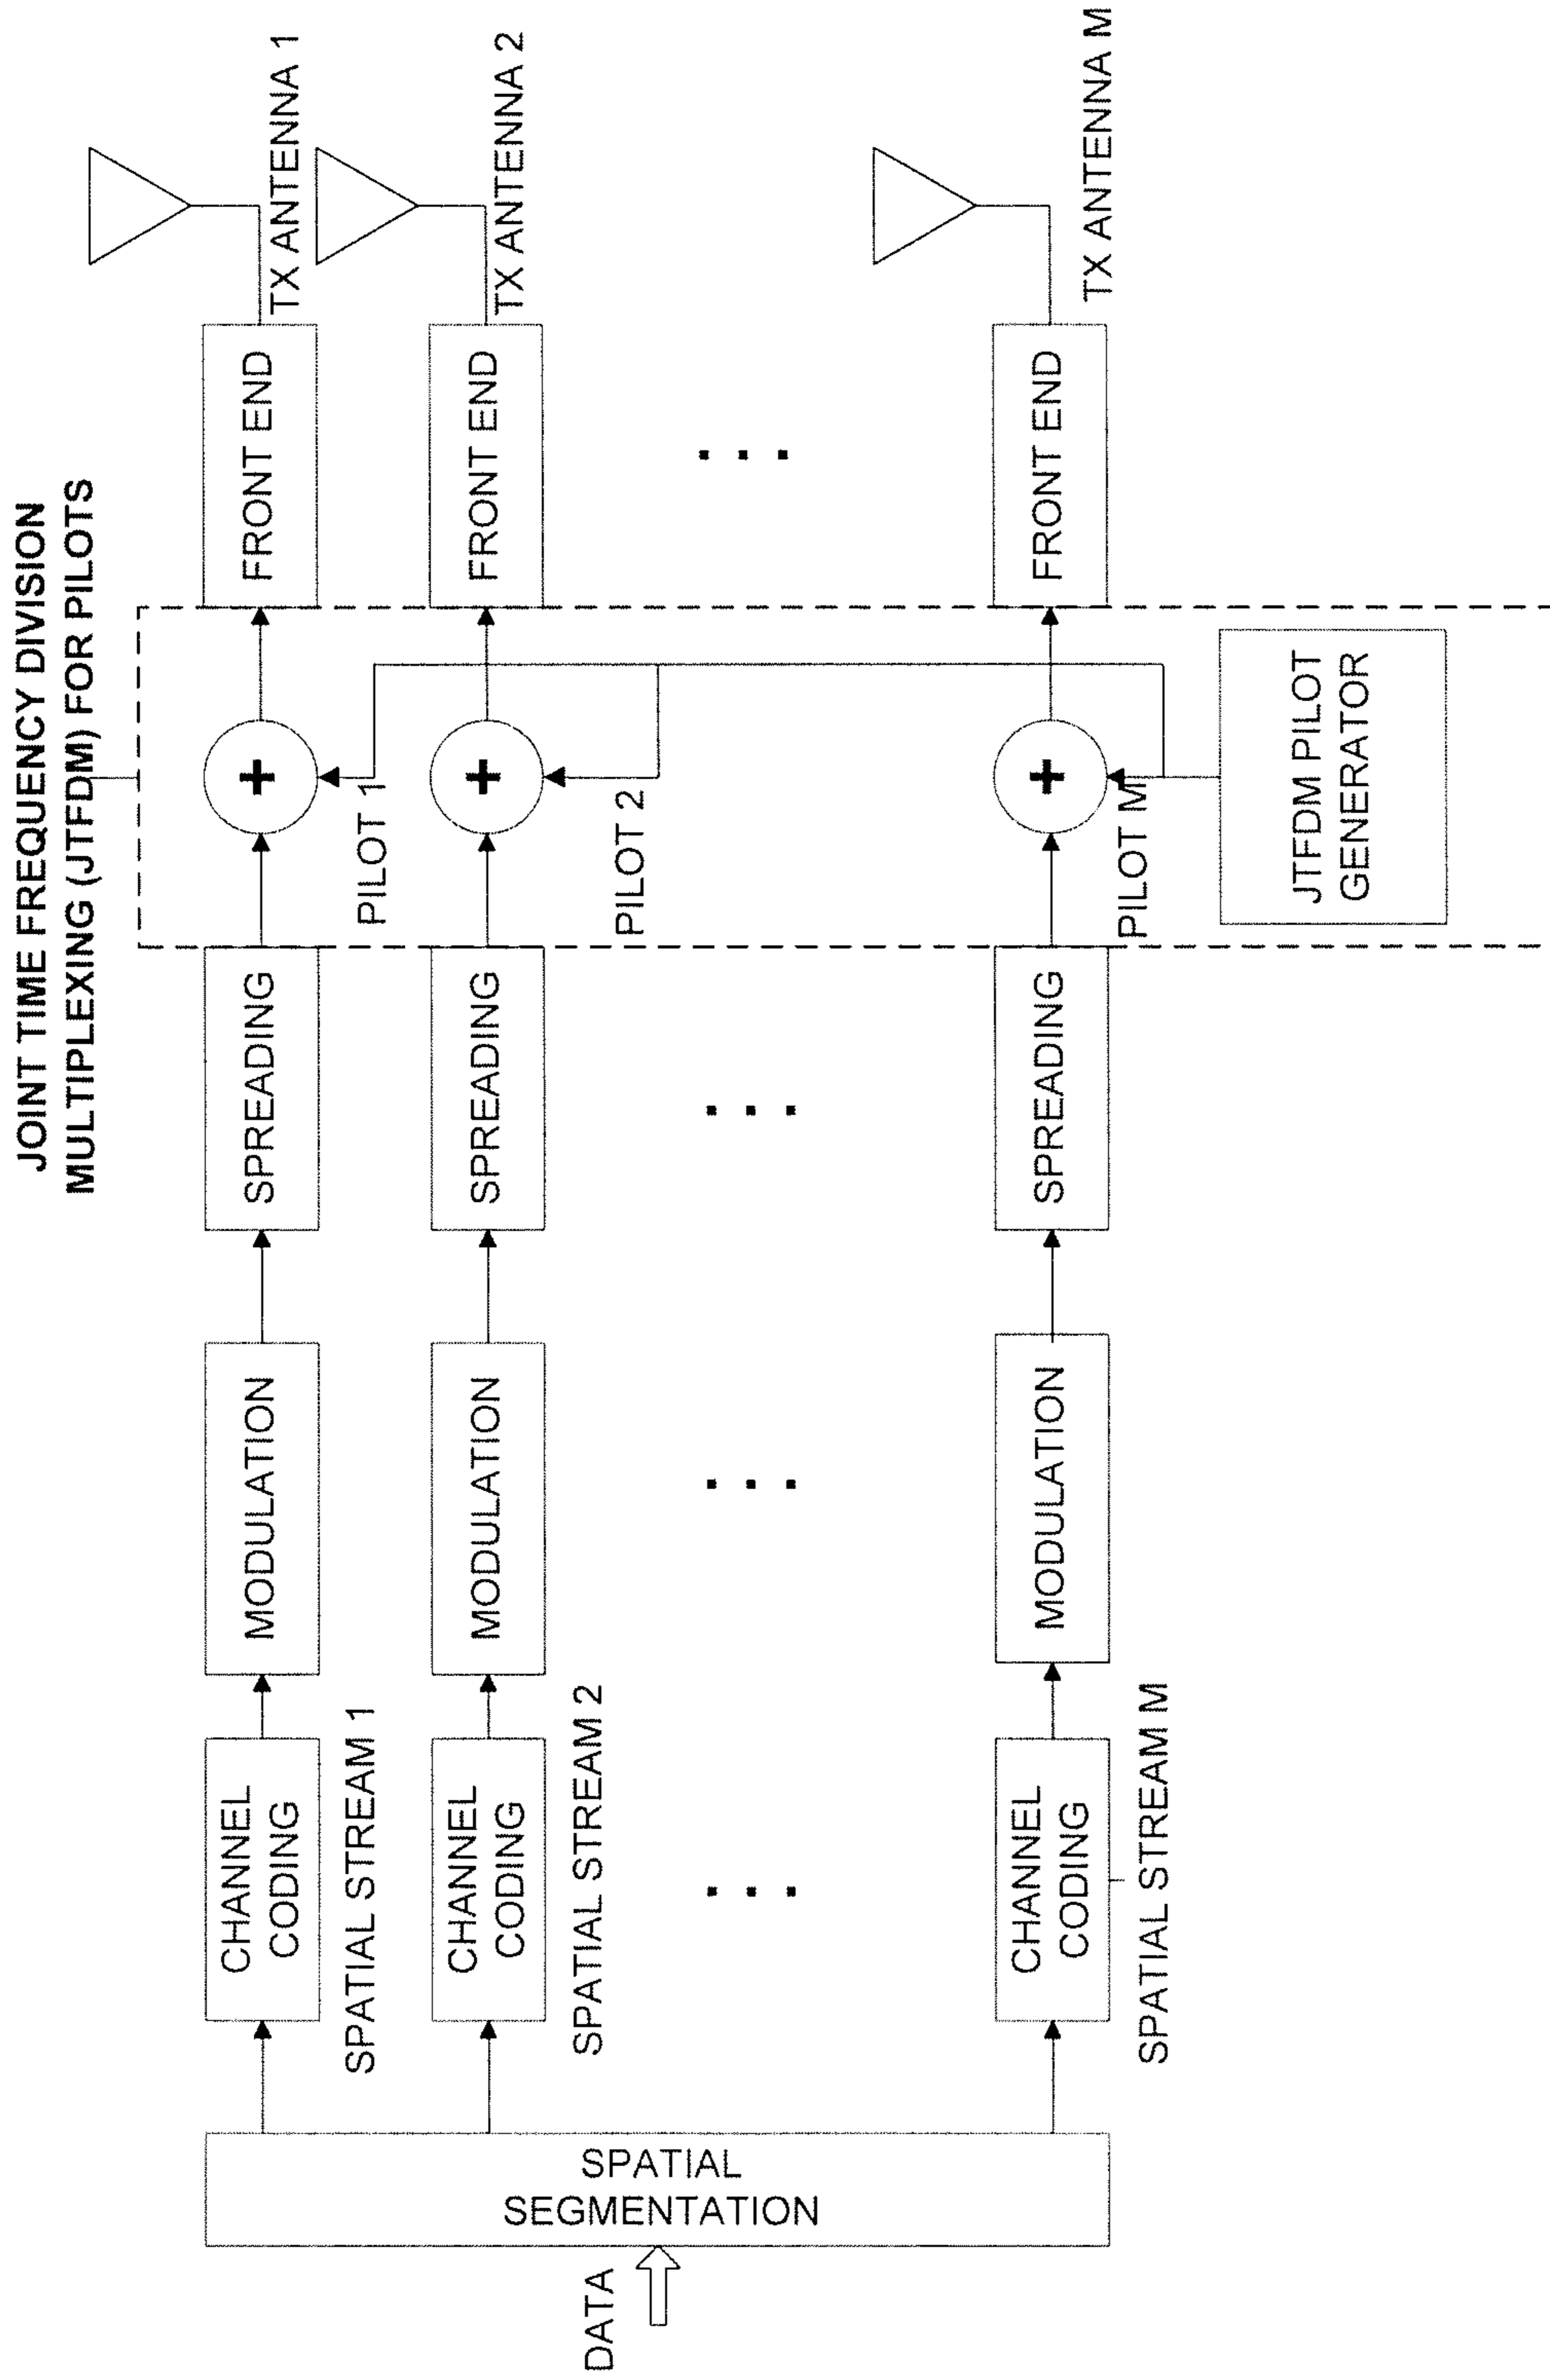 JOINT TIME FREQUENCY DIVISION
MULTIPLEXING (JTFDM) FOR PILOTS
DATA
SPATIAL
SEGMENTATION
CHANNEL
CODING
MODULATION
SPREADING
+
FRONT END
TX ANTENNA 1
SPATIAL STREAM 1
PILOT 1
CHANNEL
CODING
MODULATION
SPREADING
+
FRONT END
TX ANTENNA 2
SPATIAL STREAM 2
PILOT 2
. . .
. . .
. . .
. . .
CHANNEL
CODING
MODULATION
SPREADING
+
FRONT END
TX ANTENNA M
SPATIAL STREAM M
PILOT M
JTFDM PILOT
GENERATOR